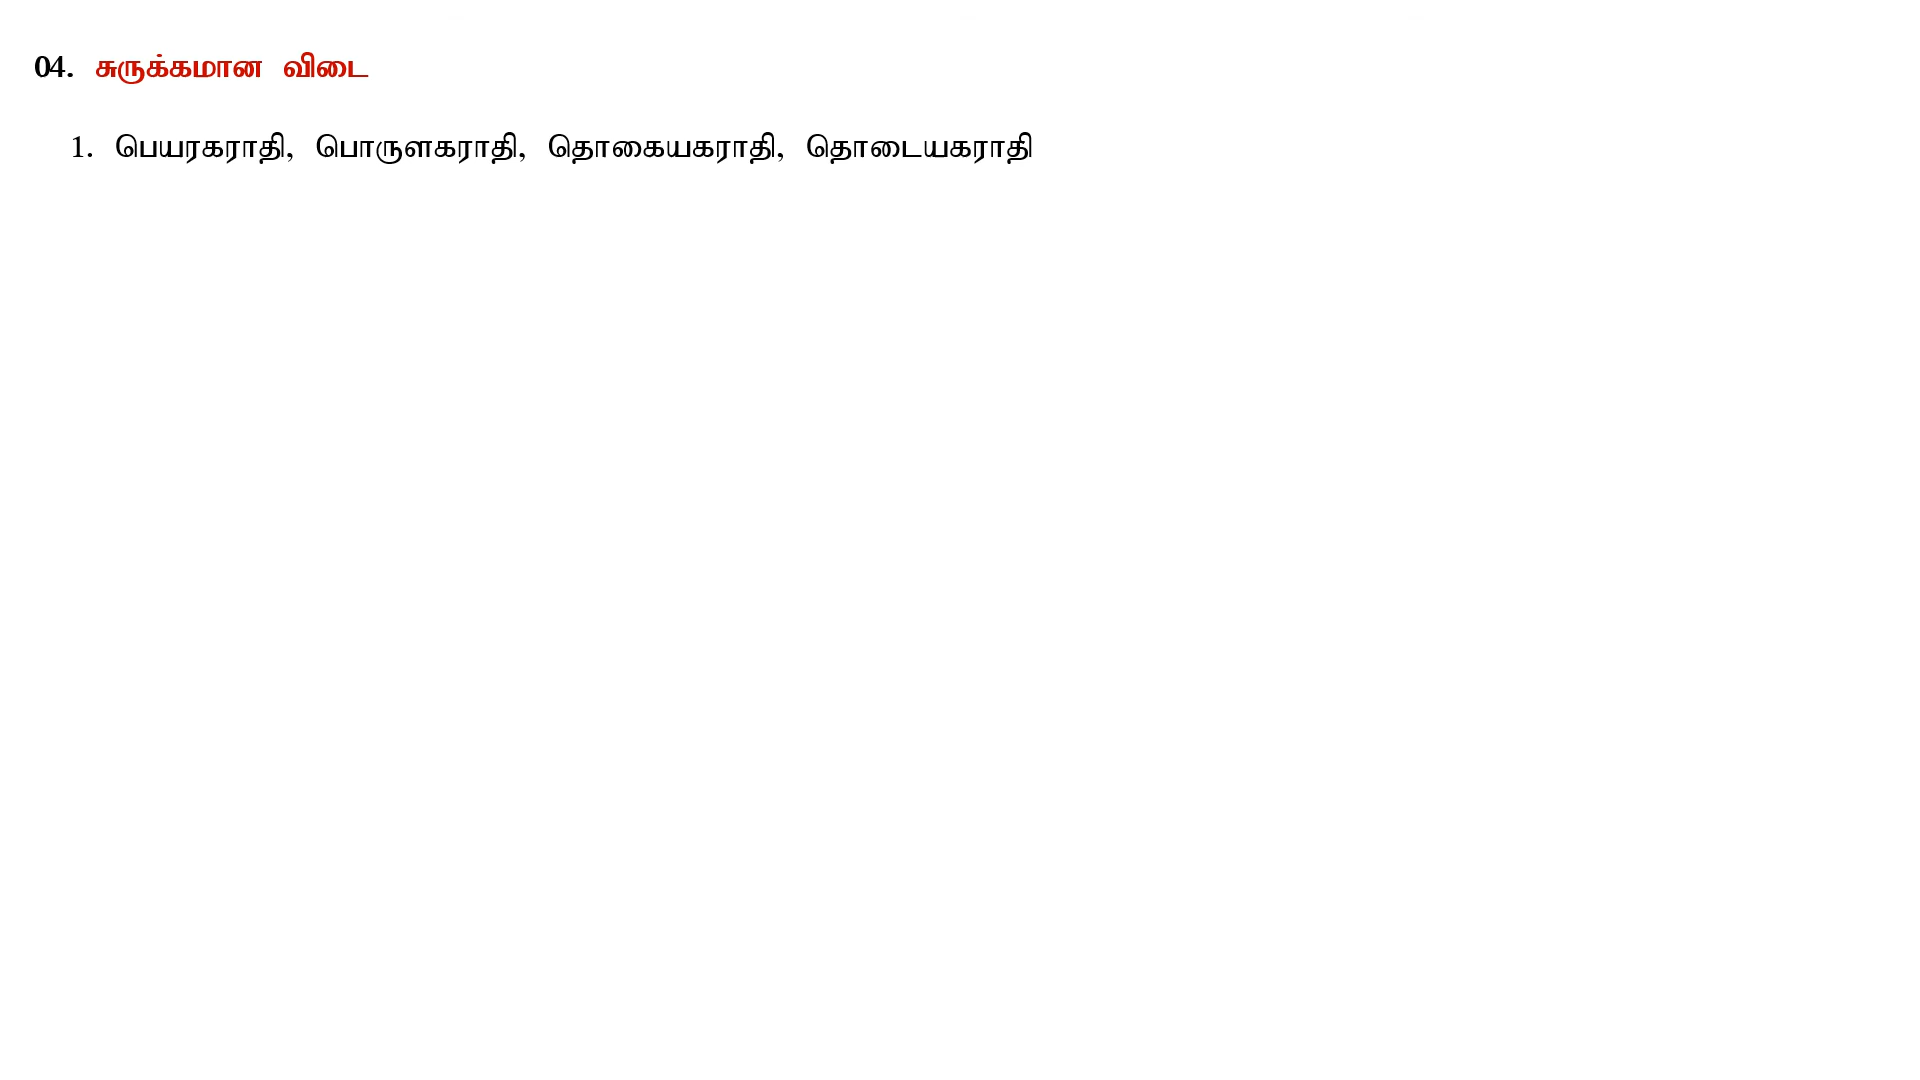 04. சுருக்கமான விடை
1. பெயரகராதி, பொருளகராதி, தொகையகராதி, தொடையகராதி